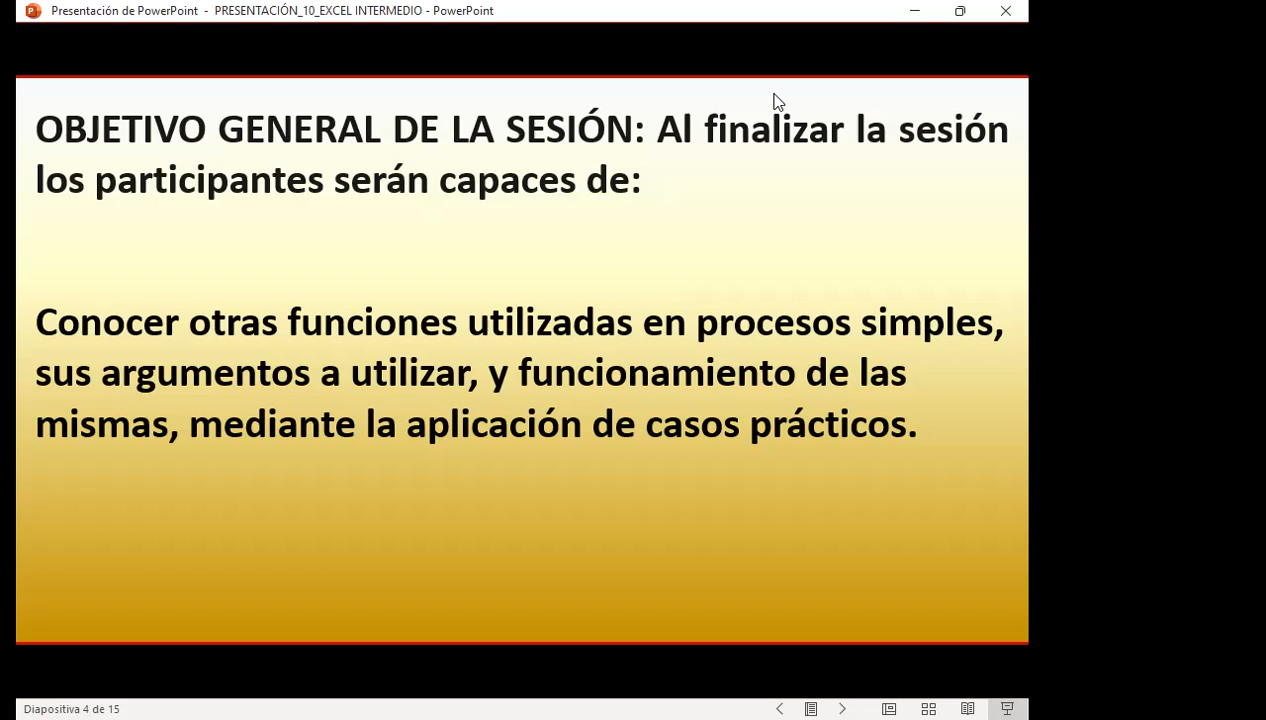 Presentación de PowerPoint - PRESENTACIÓN_10_EXCEL INTERMEDIO - PowerPoint
OBJETIVO GENERAL DE LA SESIÓN: Al finalizar la sesión
los participantes serán capaces de:
Conocer otras funciones utilizadas en procesos simples,
sus argumentos a utilizar, y funcionamiento de las
mismas, mediante la aplicación de casos prácticos.
Diapositiva 4 de 15